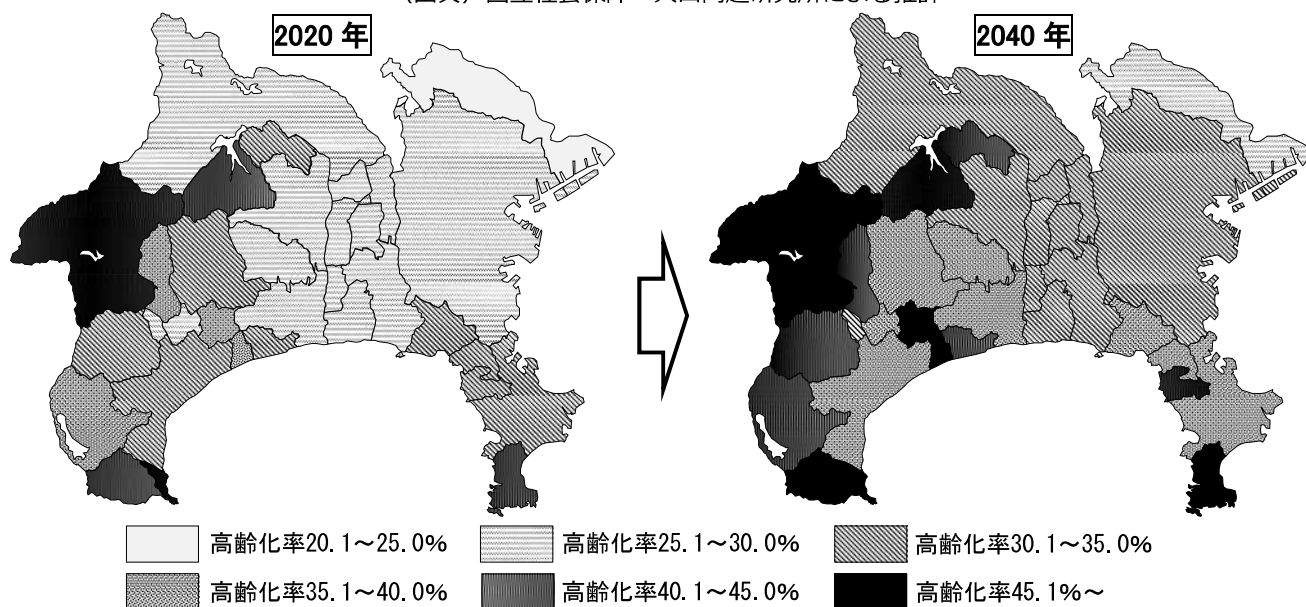 2020 年
2040 年
高齢化率20.1～25.0%
高齢化率25.1～30.0%
高齢化率30.1～35.0%
高齢化率35.1～40.0%
高齢化率40.1～45.0%
高齢化率45.1%～